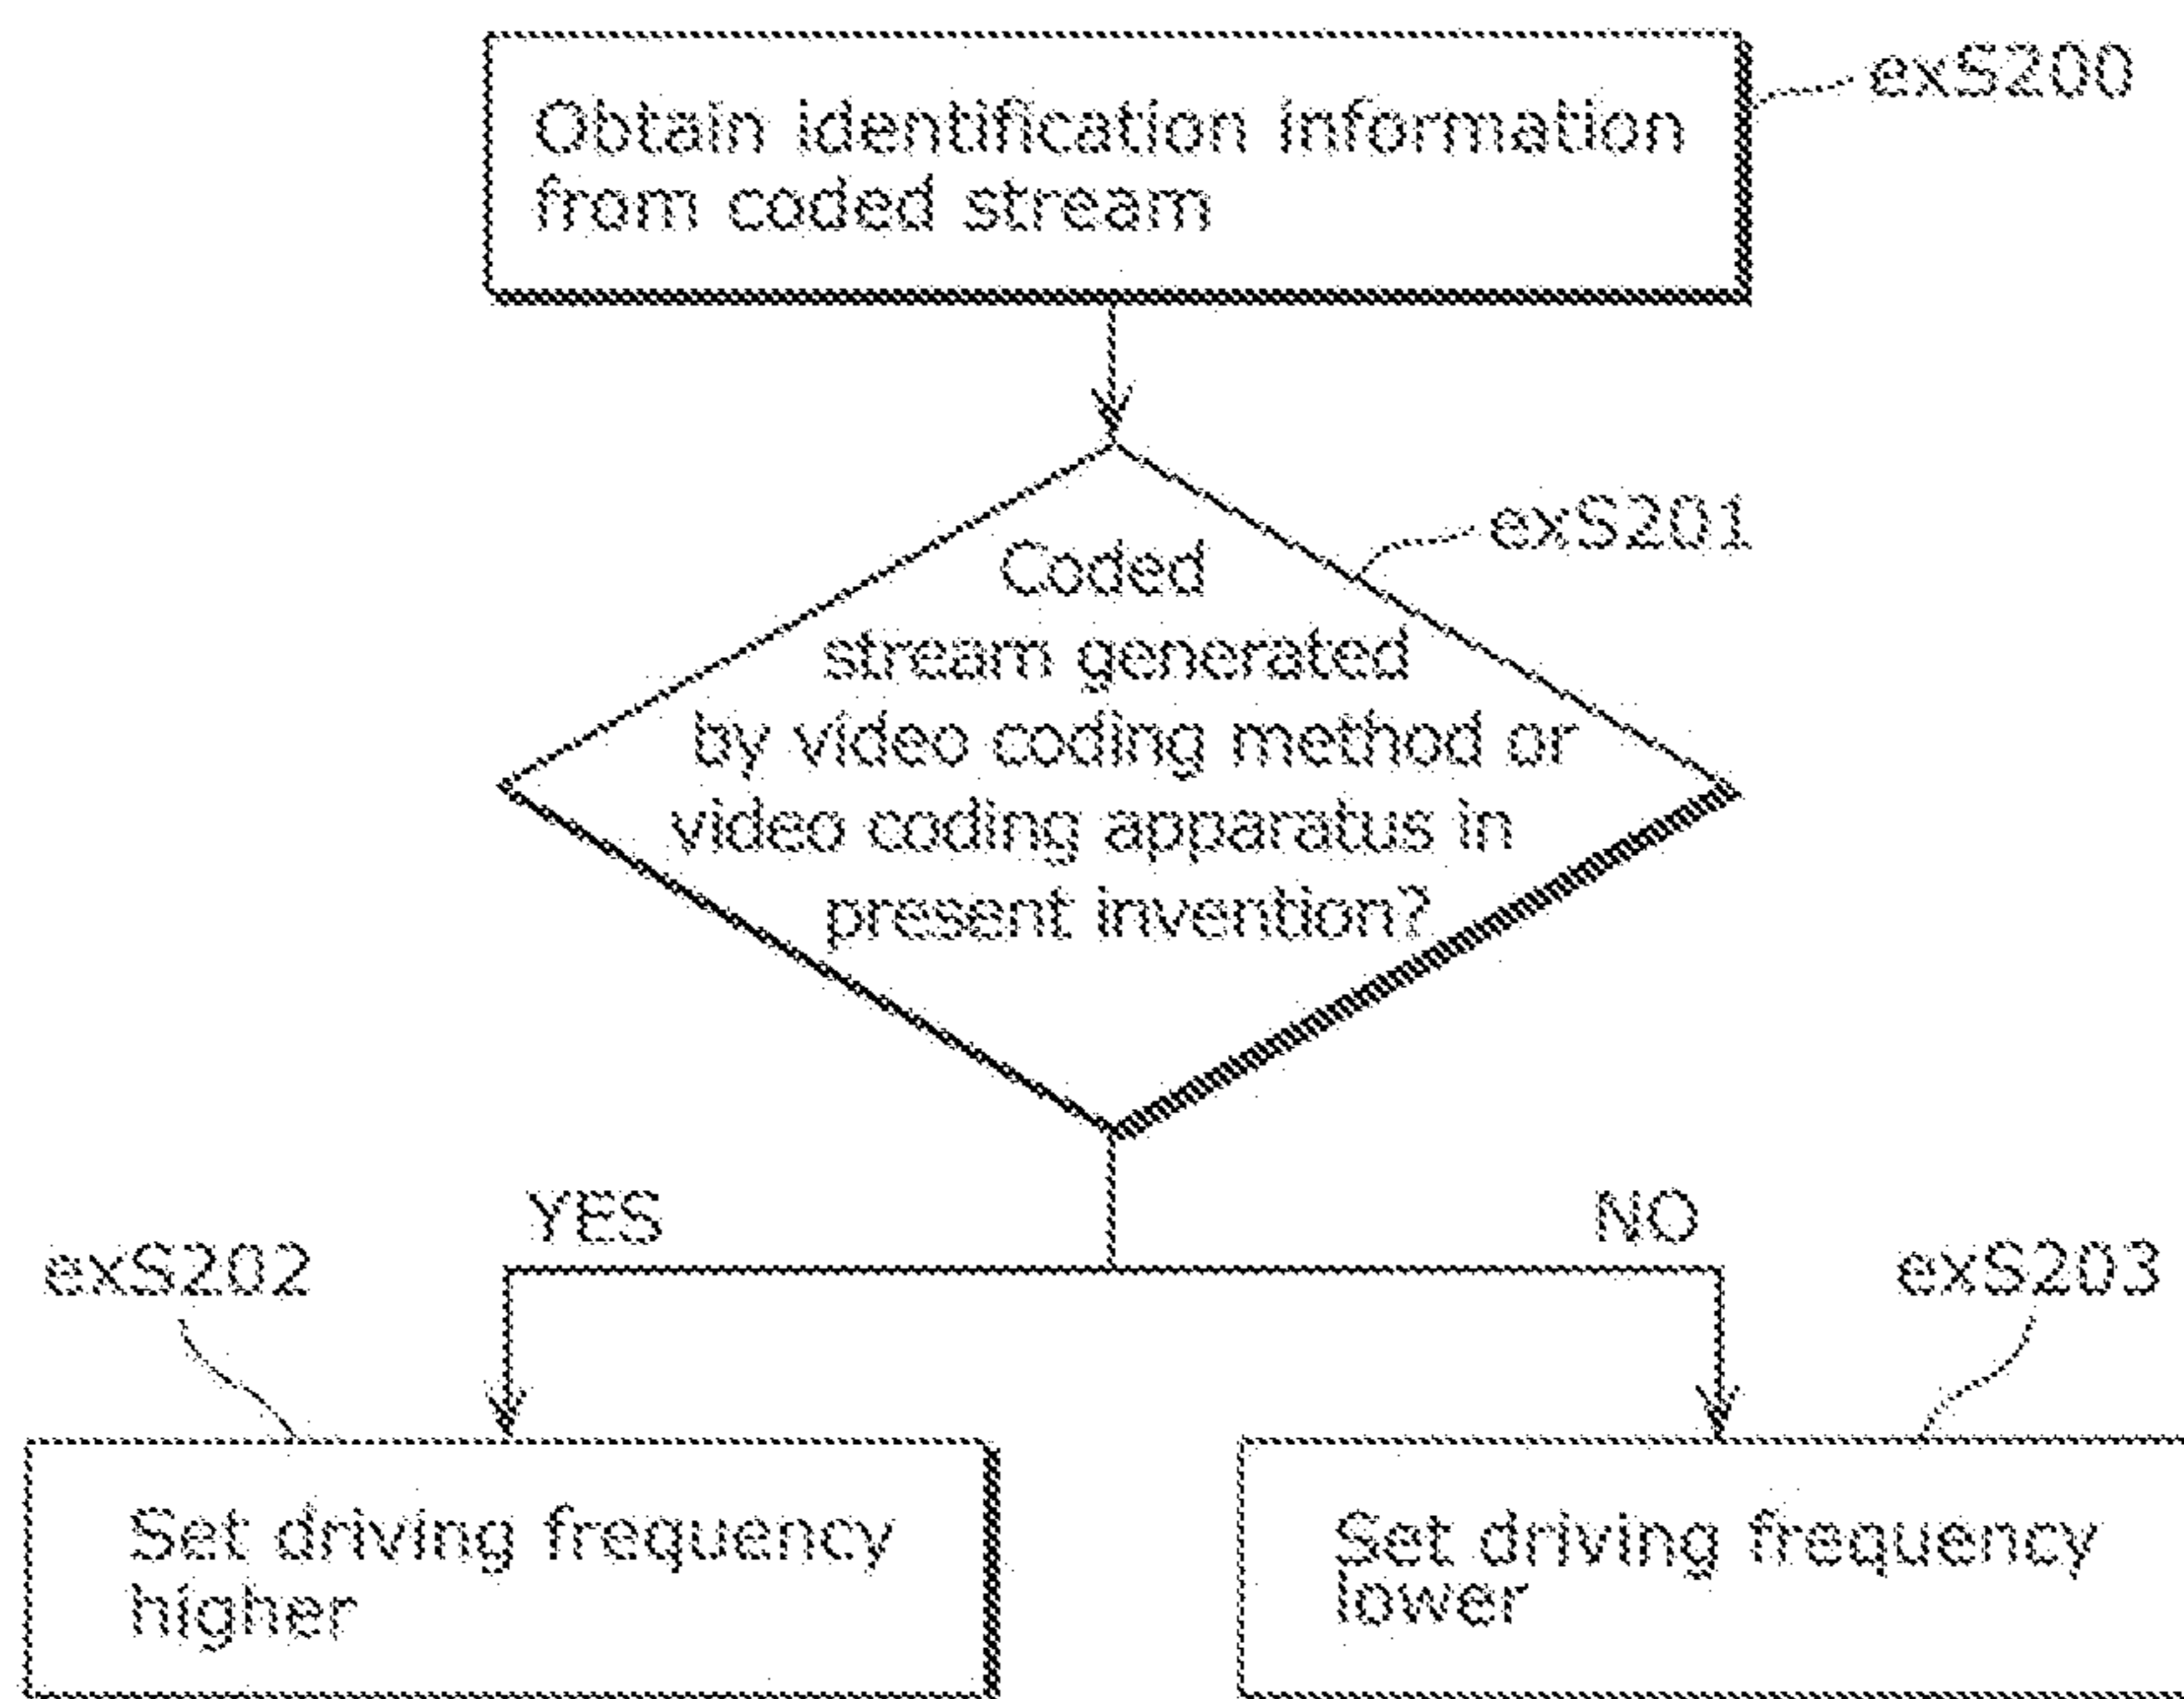 exS200
Obtain identification information
from coded stream
exS201
Coded
stream generated
by video coding method or
video coding apparatus in
present invention?
YES
NO
exS202
exS203
Set driving frequency
higher
Set driving frequency
lower